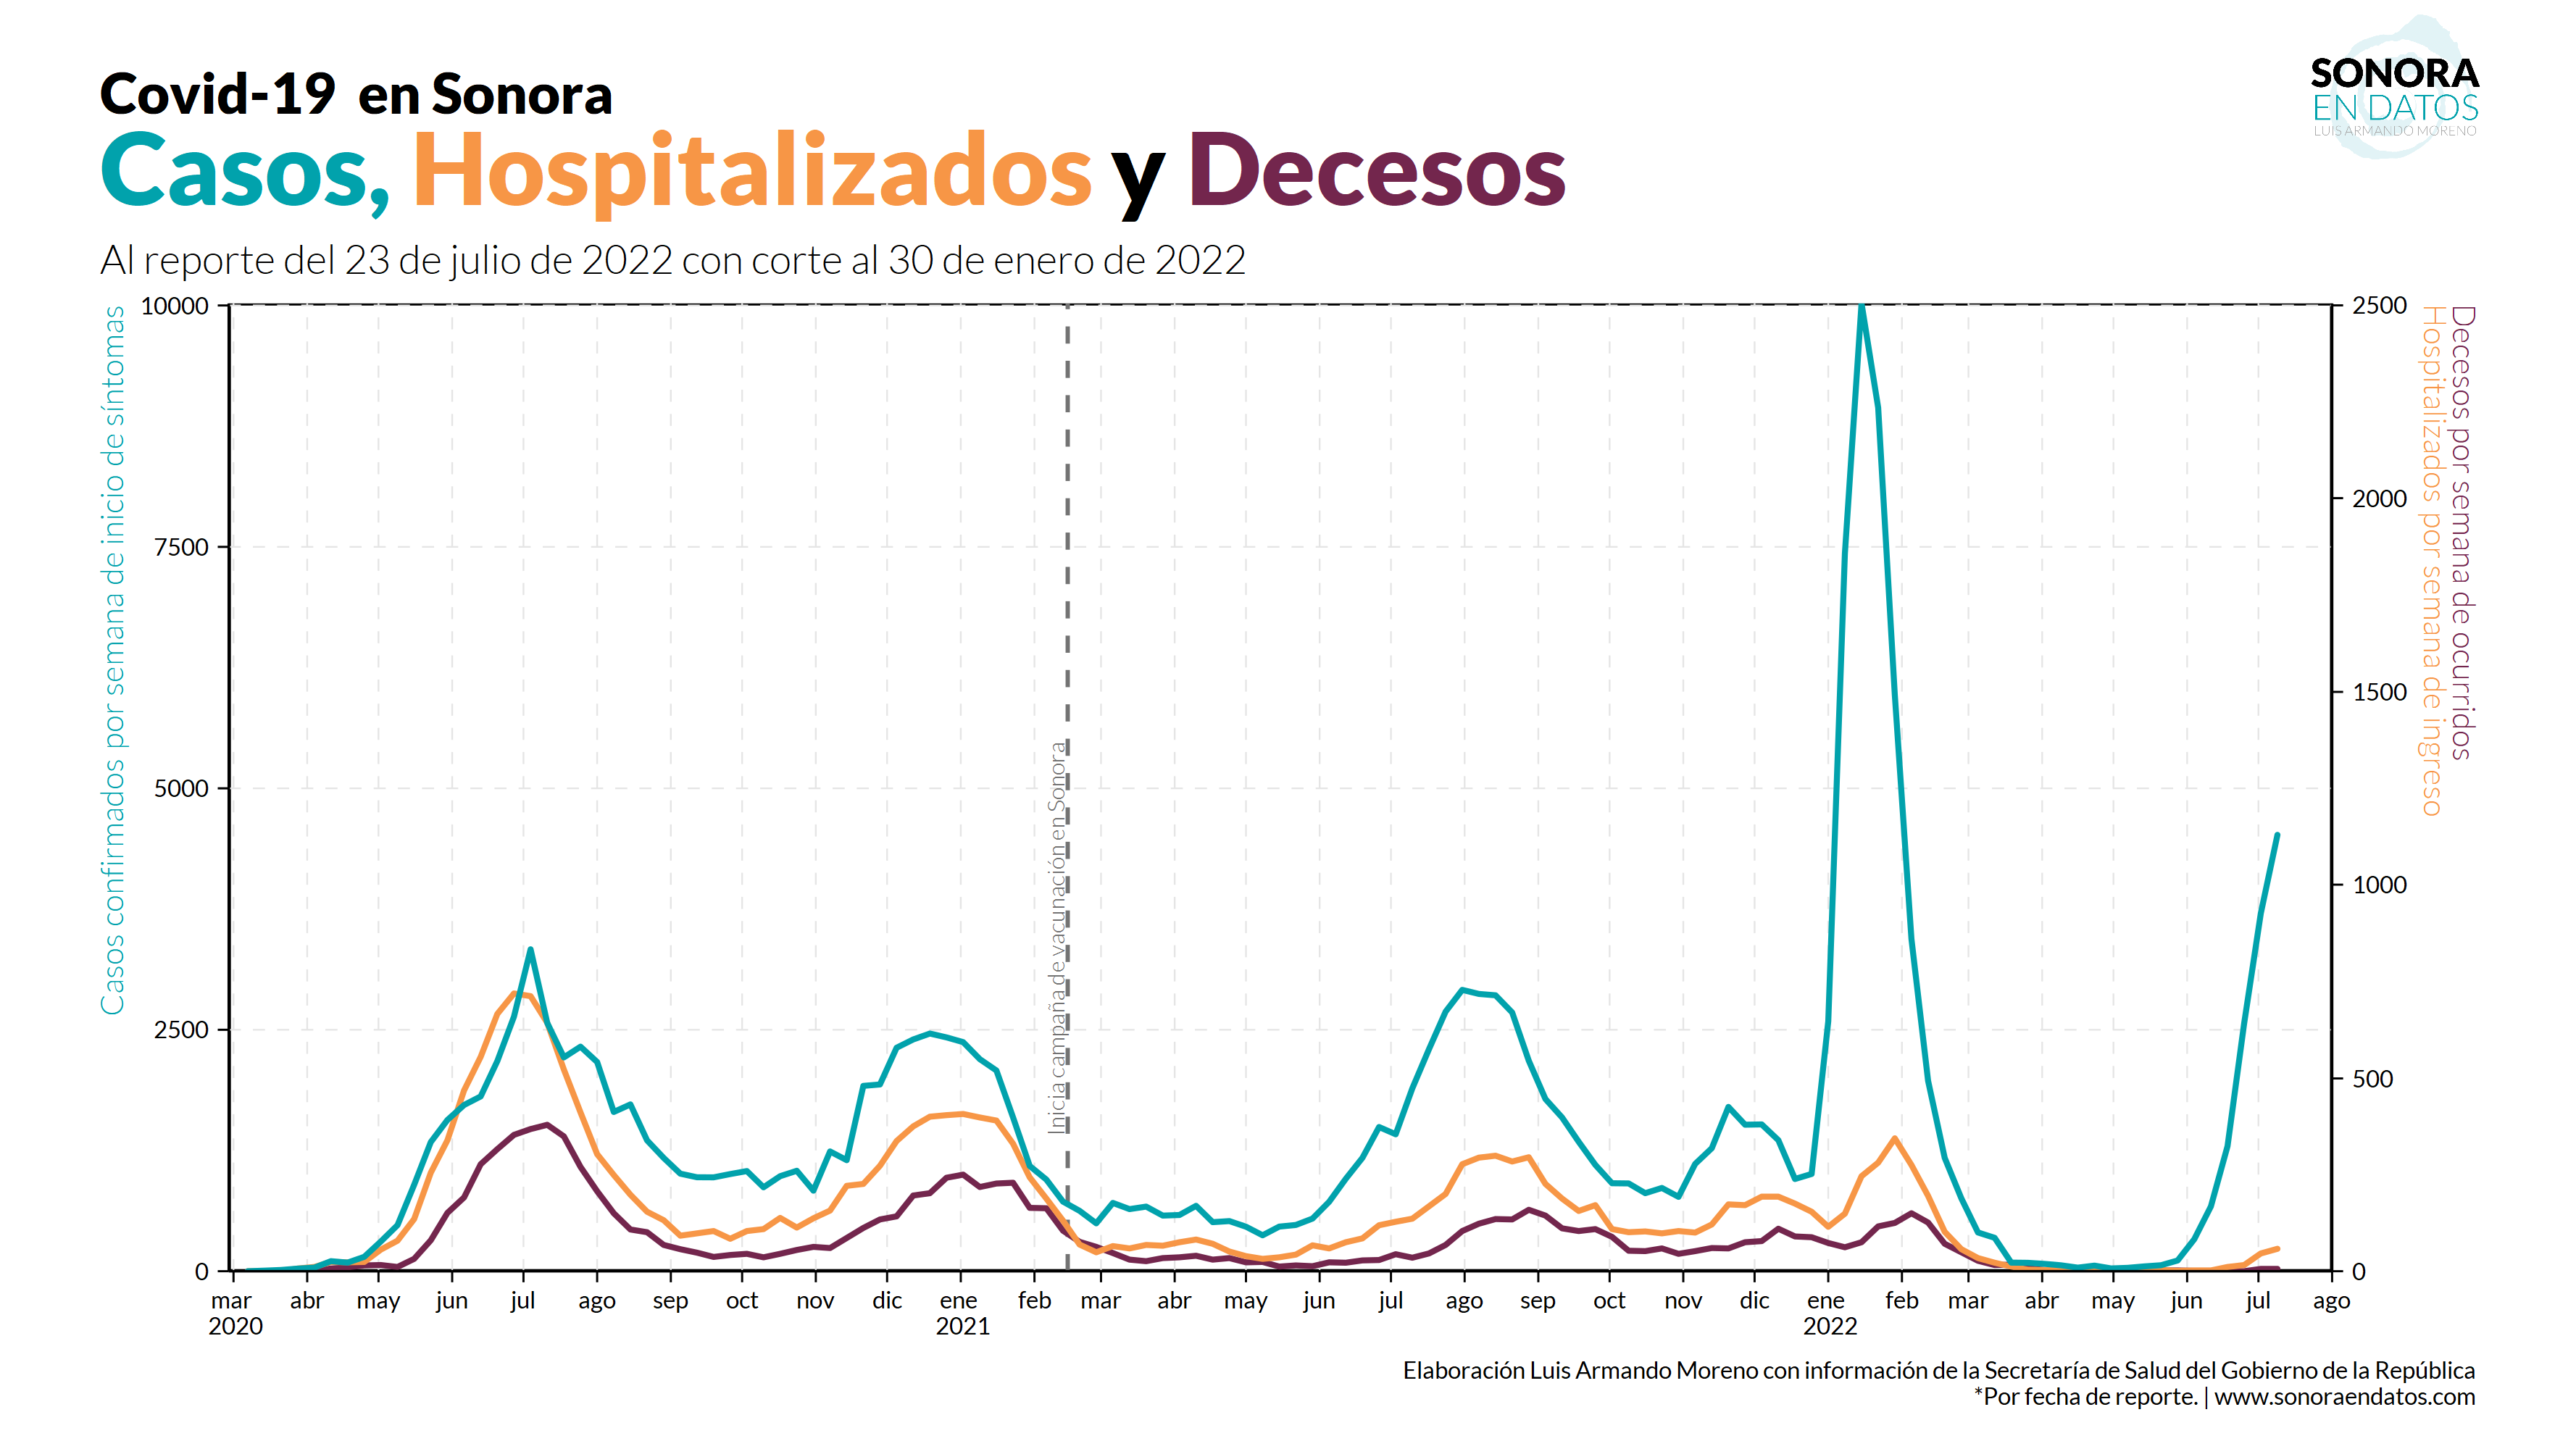 SONORA
EN DATOS
LUIS ARMANDO MORENO
Covid-19 en Sonora
Casos, Hospitalizados y Decesos
Al reporte del 23 de julio de 2022 con corte al 30 de enero de 2022
Casos confirmados por semana de inicio de síntomas
10000
7500
5000
2500
0
Inicia campaña de vacunación en Sonora
2500
2000
1500
1000
500
0
Decesos por semana de ocurridos
Hospitalizados por semana de ingreso
mar abr may jun jul ago sep oct nov dic ene feb mar abr may jun jul ago sep oct nov dic ene feb mar abr may jun jul ago
2020 2021 2022
Elaboración Luis Armando Moreno con información de la Secretaría de Salud del Gobierno de la República
*Por fecha de reporte. | www.sonoraendatos.com